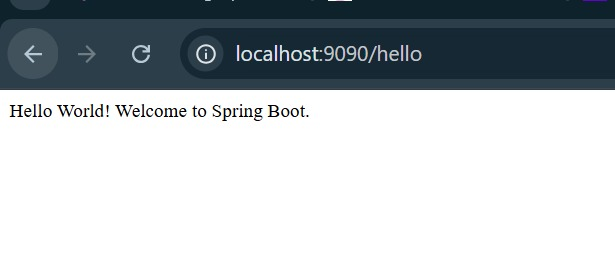 localhost:9090/hello
Hello World! Welcome to Spring Boot.